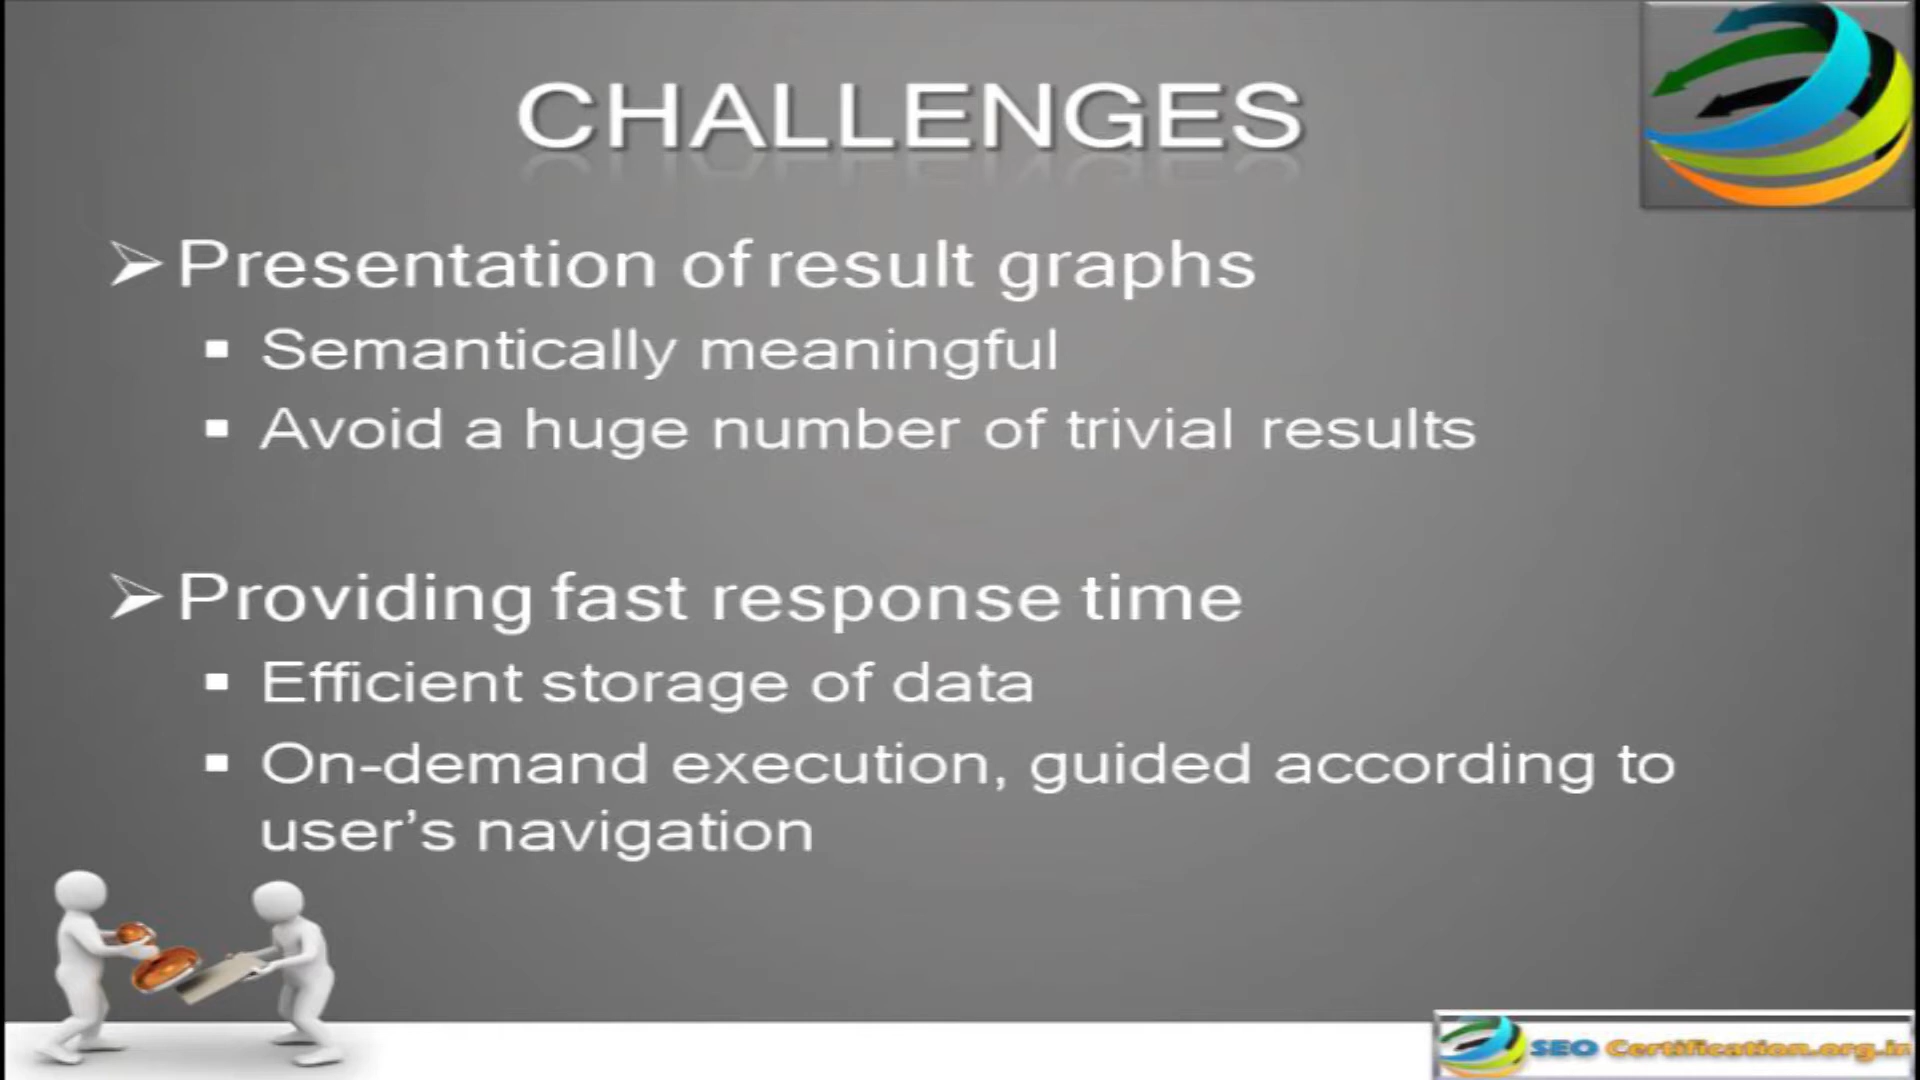 CHALLENGES
Presentation of result graphs
Semantically meaningful
Avoid a huge number of trivial results
Providing fast response time
Efficient storage of data
On-demand execution, guided according to
user's navigation
SEO Certification.org.in